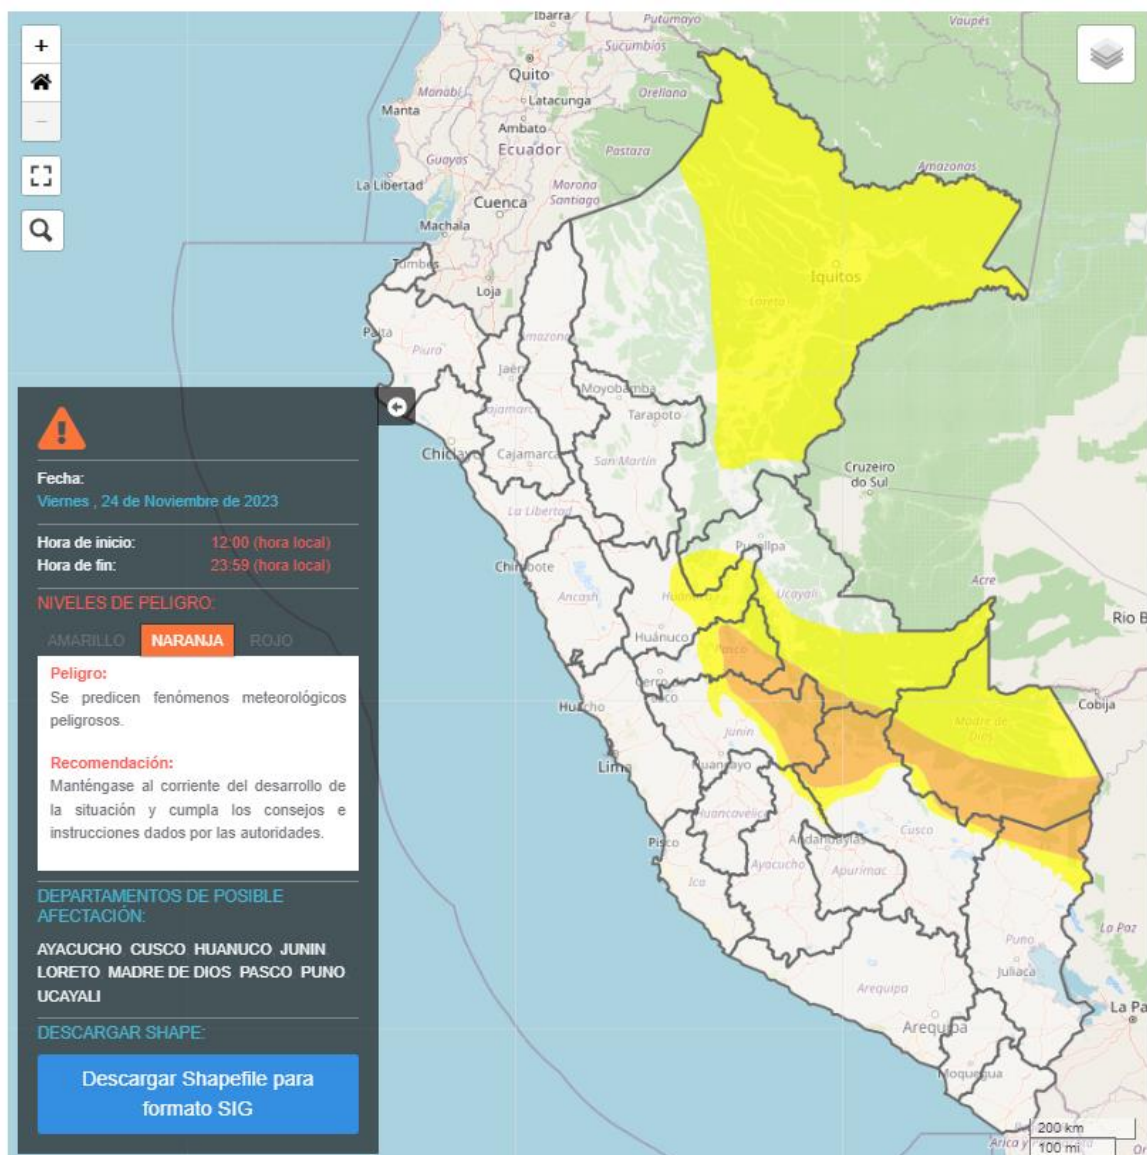 Ibarra
Putumayo
Vaupés
Sucumbíos
+
Quito
Manabí
Orellana
Manta
Latacunga
Ambato
Ecuador
Pastaza
Amazonas
Guayas
La Libertad
Morona
Santiago
Cuenca
Machala
Tumbes
Iquitos
Loja
Loreto
Paita
Piura
Amazonas
Jaén
Moyobamba
Cajamarca
Tarapoto
Chiclayo
Cajamarca
San Martín
Cruzeiro
do Sul
La Libertad
Pucallpa
Chimbote
Ancash
Huánuco
Ucayali
Acre
Huánuco
Pasco
Cerro de
Pasco
Cobija
Huacho
Madre de
Dios
Junín
Lima
Huancayo
Huancavelica
Cusco
Pisco
Andahuaylas
Ayacucho
Apurímac
Ica
La Paz
Puno
Juliaca
Arequipa
Arequipa
Moquegua
200 km
100 mi
Fecha:
Viernes , 24 de Noviembre de 2023
Hora de inicio: 12:00 (hora local)
Hora de fin: 23:59 (hora local)
NIVELES DE PELIGRO:
AMARILLO NARANJA ROJO
Peligro:
Se predicen fenómenos meteorológicos
peligrosos.
Recomendación:
Manténgase al corriente del desarrollo de
la situación y cumpla los consejos e
instrucciones dados por las autoridades.
DEPARTAMENTOS DE POSIBLE
AFECTACIÓN:
AYACUCHO CUSCO HUANUCO JUNIN
LORETO MADRE DE DIOS PASCO PUNO
UCAYALI
DESCARGAR SHAPE:
Descargar Shapefile para
formato SIG